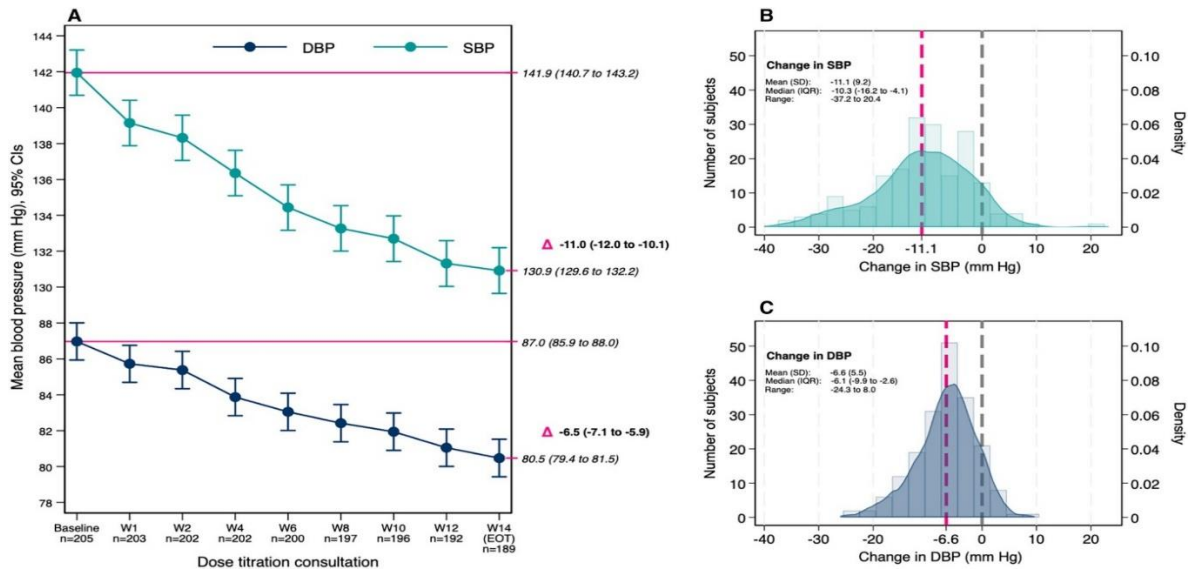 A
Mean blood pressure (mm Hg), 95% CIs
144
142
140
138
136
134
132
130
88
86
84
82
80
78
DBP SBP
141.9 (140.7 to 143.2)
Δ -11.0 (-12.0 to -10.1)
130.9 (129.6 to 132.2)
87.0 (85.9 to 88.0)
Δ -6.5 (-7.1 to -5.9)
80.5 (79.4 to 81.5)
Baseline W1 W2 W4 W6 W8 W10 W12 W14
n=205 n=203 n=202 n=202 n=200 n=197 n=196 n=192 (EOT)
n=189
Dose titration consultation
B
Number of subjects
50
40
30
20
10
0
Change in SBP
Mean (SD): -11.1 (9.2)
Median (IQR): -10.3 (-16.2 to -4.1)
Range: -37.2 to 20.4
0.10
0.08
0.06
0.04
0.02
0.00
Density
-40 -30 -20 -11.1 0 10 20
Change in SBP (mm Hg)
C
Number of subjects
50
40
30
20
10
0
Change in DBP
Mean (SD): -6.6 (5.5)
Median (IQR): -6.1 (-9.9 to -2.6)
Range: -24.3 to 8.0
0.10
0.08
0.06
0.04
0.02
0.00
Density
-40 -30 -20 -6.6 0 10 20
Change in DBP (mm Hg)